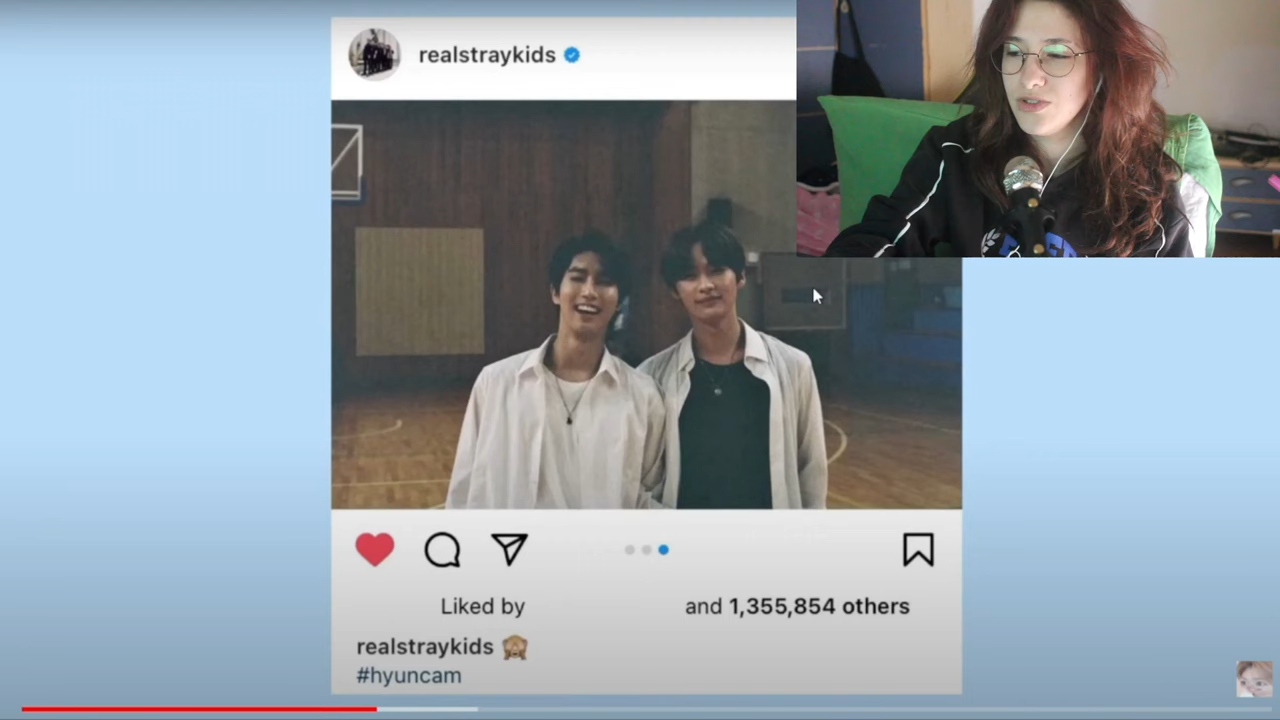 realstraykids
Liked by and 1,355,854 others
realstraykids 🙈
#hyuncam